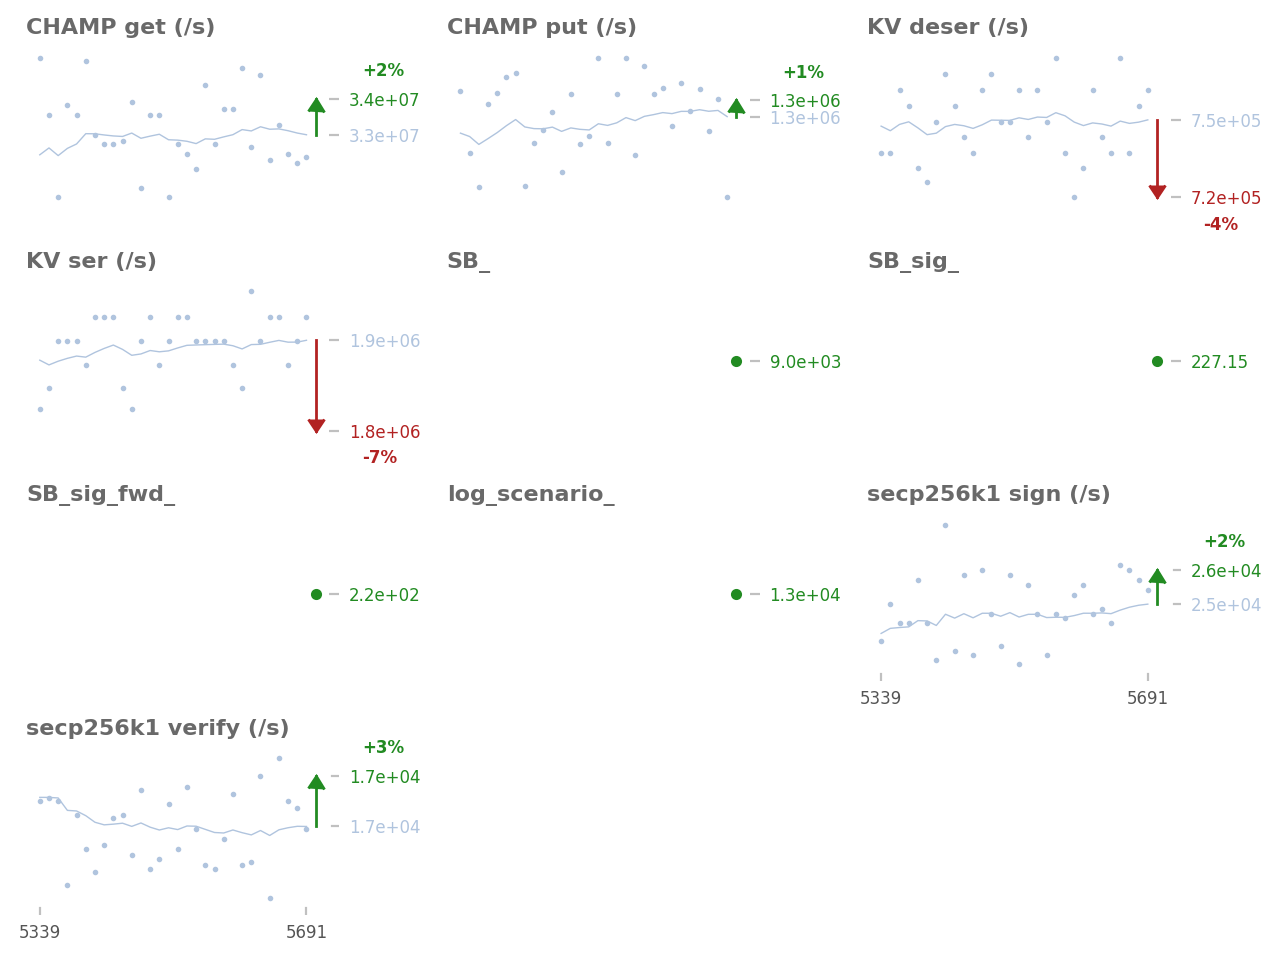 CHAMP get (/s)
+2%
3.4e+07
3.3e+07
CHAMP put (/s)
+1%
1.3e+06
1.3e+06
KV deser (/s)
7.5e+05
7.2e+05
-4%
KV ser (/s)
1.9e+06
1.8e+06
-7%
SB_
9.0e+03
SB_sig_
227.15
SB_sig_fwd_
2.2e+02
log_scenario_
1.3e+04
secp256k1 sign (/s)
+2%
2.6e+04
2.5e+04
5339
5691
secp256k1 verify (/s)
+3%
1.7e+04
1.7e+04
5339
5691